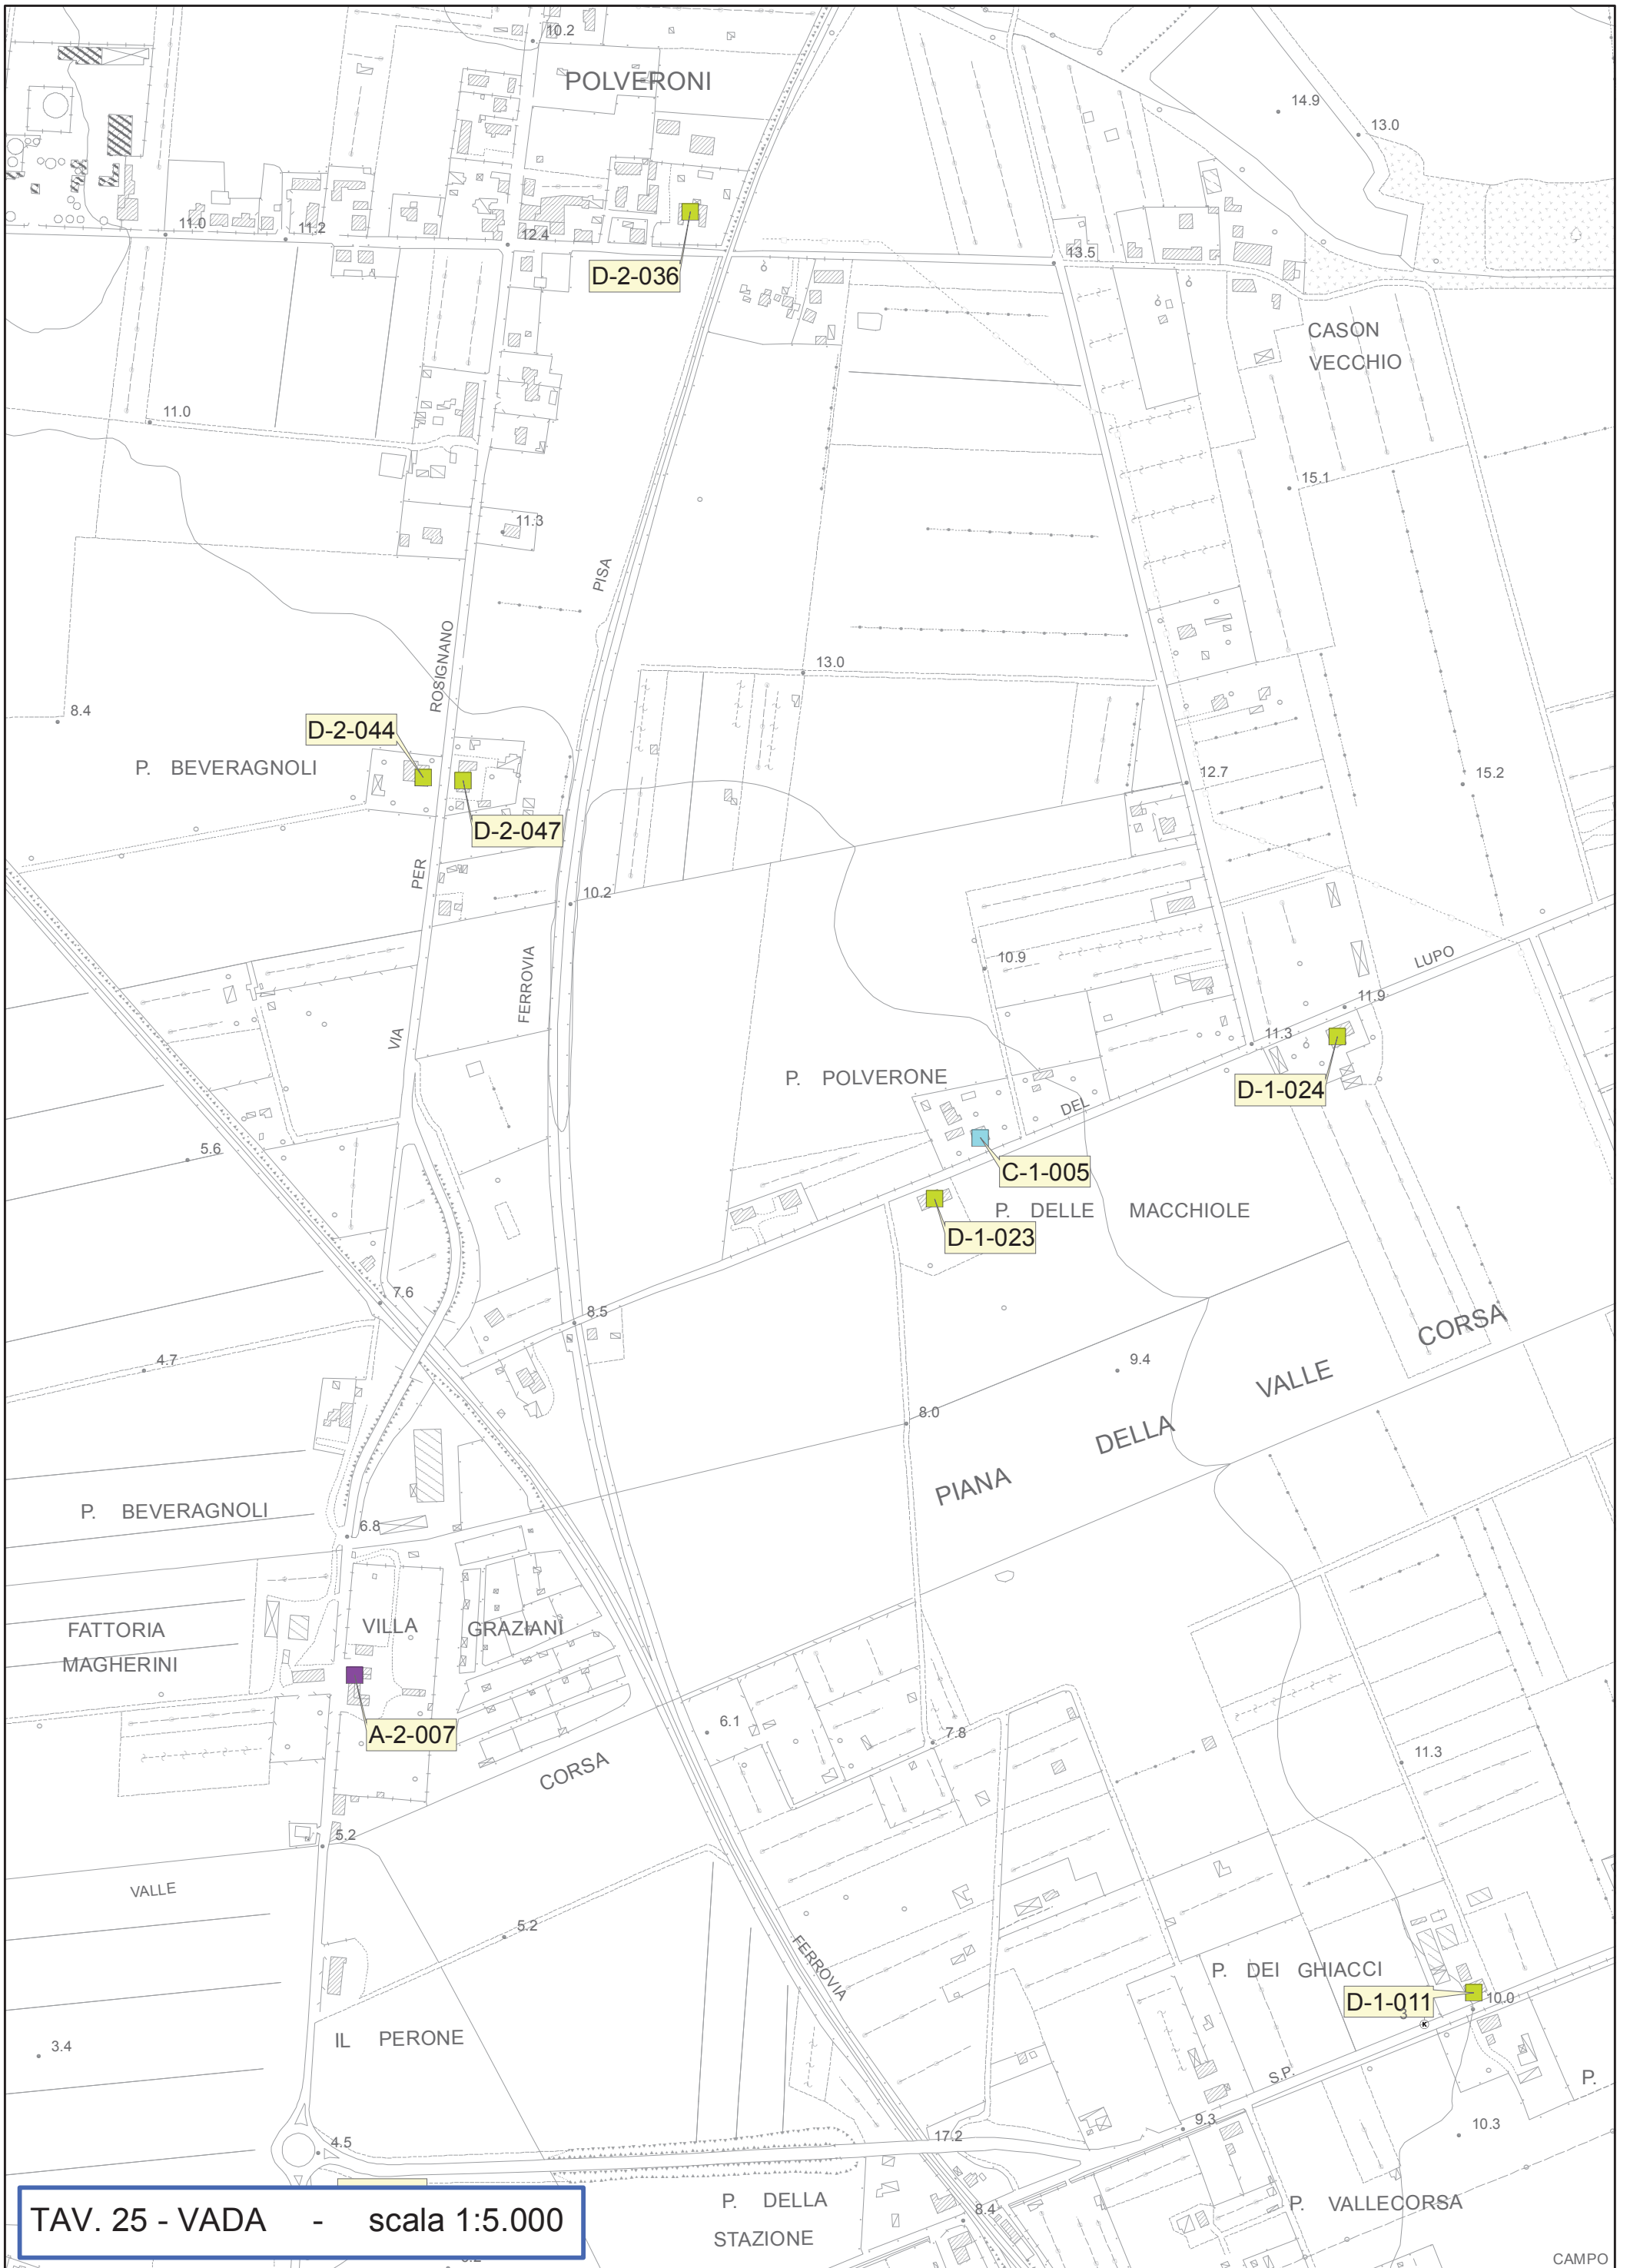 10.2
POLVERONI
14.9
13.0
11.0
11.2
12.4
13.5
D-2-036
CASON
VECCHIO
11.0
15.1
11.3
PISA
ROSIGNANO
13.0
8.4
D-2-044
P. BEVERAGNOLI
12.7
15.2
D-2-047
PER
10.2
FERROVIA
LUPO
10.9
11.9
VIA
11.3
P. POLVERONE
D-1-024
DEL
5.6
C-1-005
P. DELLE MACCHIOLE
D-1-023
7.6
8.5
CORSA
4.7
9.4
VALLE
8.0
DELLA
PIANA
P. BEVERAGNOLI
6.8
FATTORIA
MAGHERINI
VILLA GRAZIANI
A-2-007
6.1
7.8
11.3
CORSA
5.2
VALLE
5.2
FERROVIA
P. DEI GHIACCI
D-1-011
10.0
3
K
IL PERONE
3.4
S.P.
P.
9.3
10.3
17.2
4.5
P. DELLA
STAZIONE
8.4
P. VALLECORSA
TAV. 25 - VADA - scala 1:5.000
CAMPO